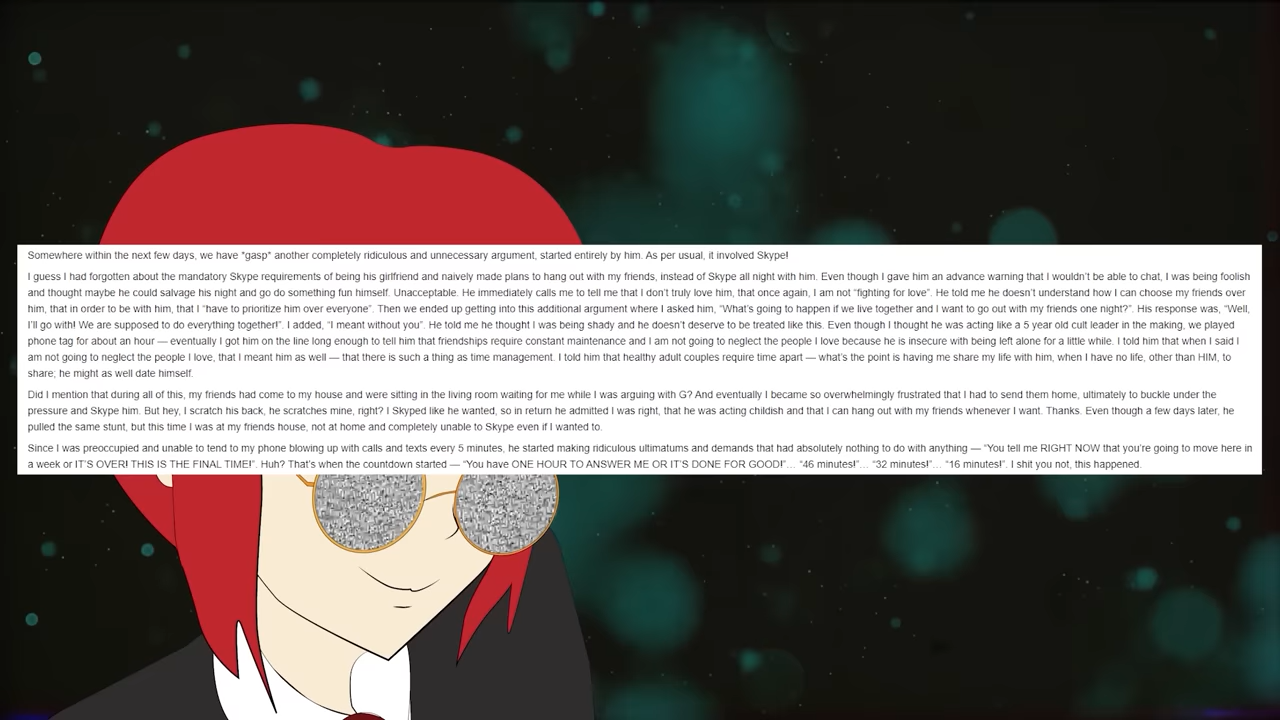 Somewhere within the next few days, we have *gasp* another completely ridiculous and unnecessary argument, started entirely by him. As per usual, it involved Skype!
I guess I had forgotten about the mandatory Skype requirements of being his girlfriend and naively made plans to hang out with my friends, instead of Skype all night with him. Even though I gave him an advance warning that I wouldn't be able to chat, I was being foolish
and thought maybe he could salvage his night and go do something fun himself. Unacceptable. He immediately calls me to tell me that I don't truly love him, that once again, I am not "fighting for love". He told me he doesn't understand how I can choose my friends over
him, that in order to be with him, that I "have to prioritize him over everyone". Then we ended up getting into this additional argument where I asked him, "What's going to happen if we live together and I want to go out with my friends one night?". His response was, "Well,
I'll go with! We are supposed to do everything together!". I added, "I meant without you". He told me he thought I was being shady and he doesn't deserve to be treated like this. Even though I thought he was acting like a 5 year old cult leader in the making, we played
phone tag for about an hour — eventually I got him on the line long enough to tell him that friendships require constant maintenance and I am not going to neglect the people I love because he is insecure with being left alone for a little while. I told him that when I said I
am not going to neglect the people I love, that I meant him as well — that there is such a thing as time management. I told him that healthy adult couples require time apart — what's the point is having me share my life with him, when I have no life, other than HIM, to
share; he might as well date himself.
Did I mention that during all of this, my friends had come to my house and were sitting in the living room waiting for me while I was arguing with G? And eventually I became so overwhelmingly frustrated that I had to send them home, ultimately to buckle under the
pressure and Skype him. But hey, I scratch his back, he scratches mine, right? I Skyped like he wanted, so in return he admitted I was right, that he was acting childish and that I can hang out with my friends whenever I want. Thanks. Even though a few days later, he
pulled the same stunt, but this time I was at my friends house, not at home and completely unable to Skype even if I wanted to.
Since I was preoccupied and unable to tend to my phone blowing up with calls and texts every 5 minutes, he started making ridiculous ultimatums and demands that had absolutely nothing to do with anything — "You tell me RIGHT NOW that you're going to move here in
a week or IT'S OVER! THIS IS THE FINAL TIME!". Huh? That's when the countdown started — "You have ONE HOUR TO ANSWER ME OR IT'S DONE FOR GOOD!"... "46 minutes!"... "32 minutes!"... "16 minutes!". I shit you not, this happened.